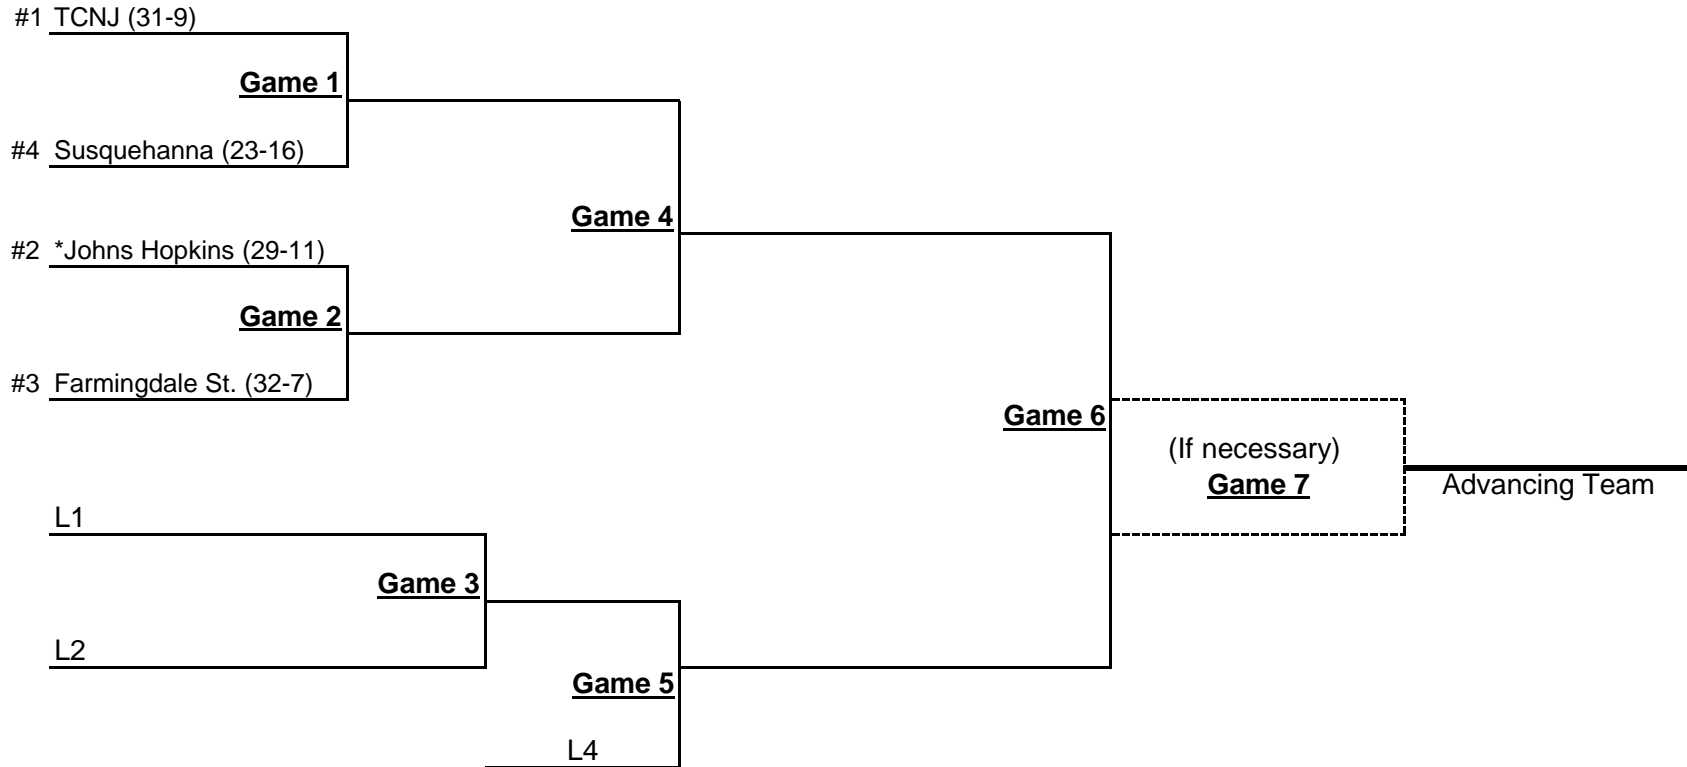 #1 TCNJ (31-9)
Game 1
#4 Susquehanna (23-16)
Game 4
#2 *Johns Hopkins (29-11)
Game 2
#3 Farmingdale St. (32-7)
Game 6
(If necessary)
Game 7
Advancing Team
L1
Game 3
L2
Game 5
L4